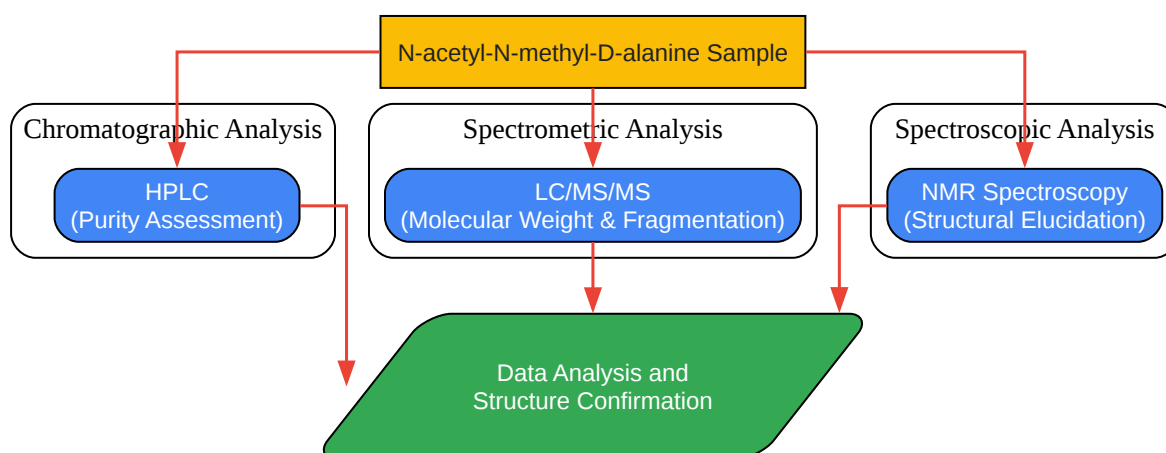 N-acetyl-N-methyl-D-alanine Sample
Chromatographic Analysis
Spectrometric Analysis
Spectroscopic Analysis
HPLC
(Purity Assessment)
LC/MS/MS
(Molecular Weight & Fragmentation)
NMR Spectroscopy
(Structural Elucidation)
Data Analysis and
Structure Confirmation